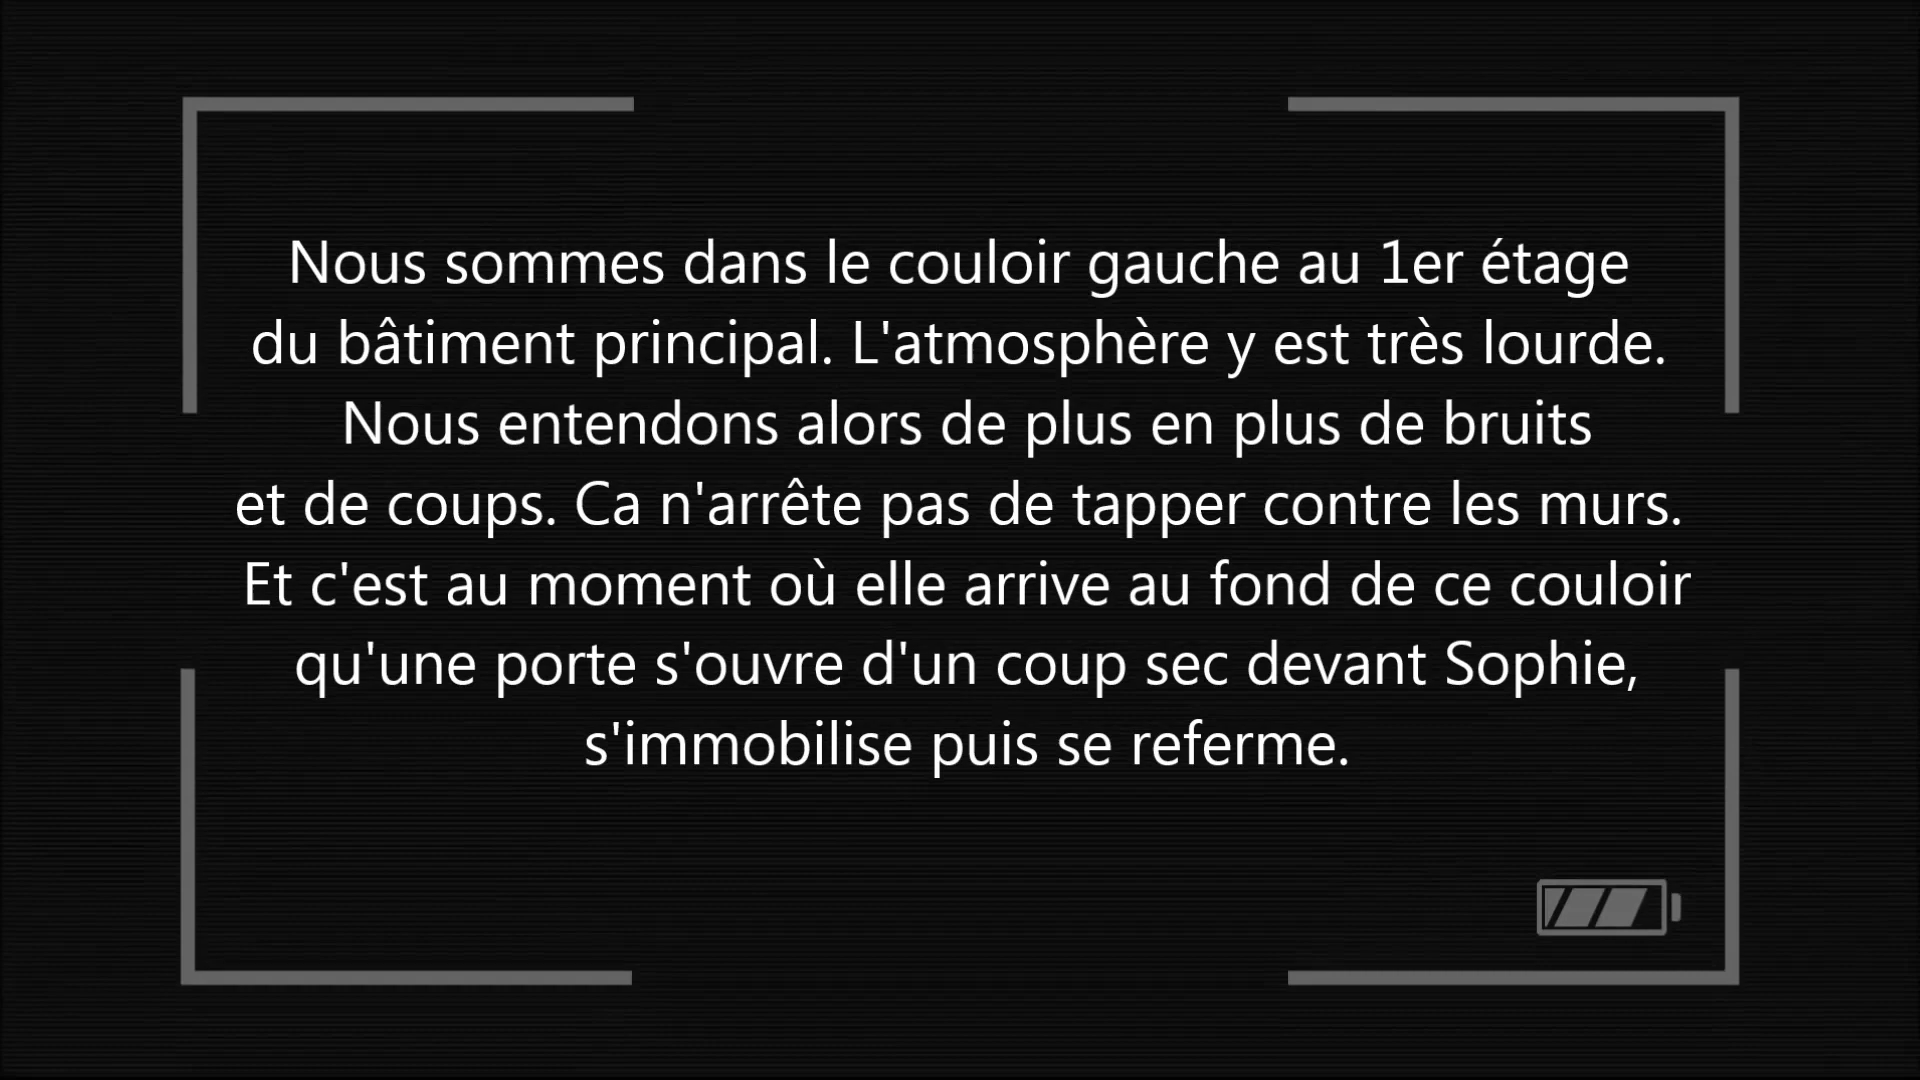 Nous sommes dans le couloir gauche au 1er étage
du bâtiment principal. L'atmosphère y est très lourde.
Nous entendons alors de plus en plus de bruits
et de coups. Ca n'arrête pas de tapper contre les murs.
Et c'est au moment où elle arrive au fond de ce couloir
qu'une porte s'ouvre d'un coup sec devant Sophie,
s'immobilise puis se referme.